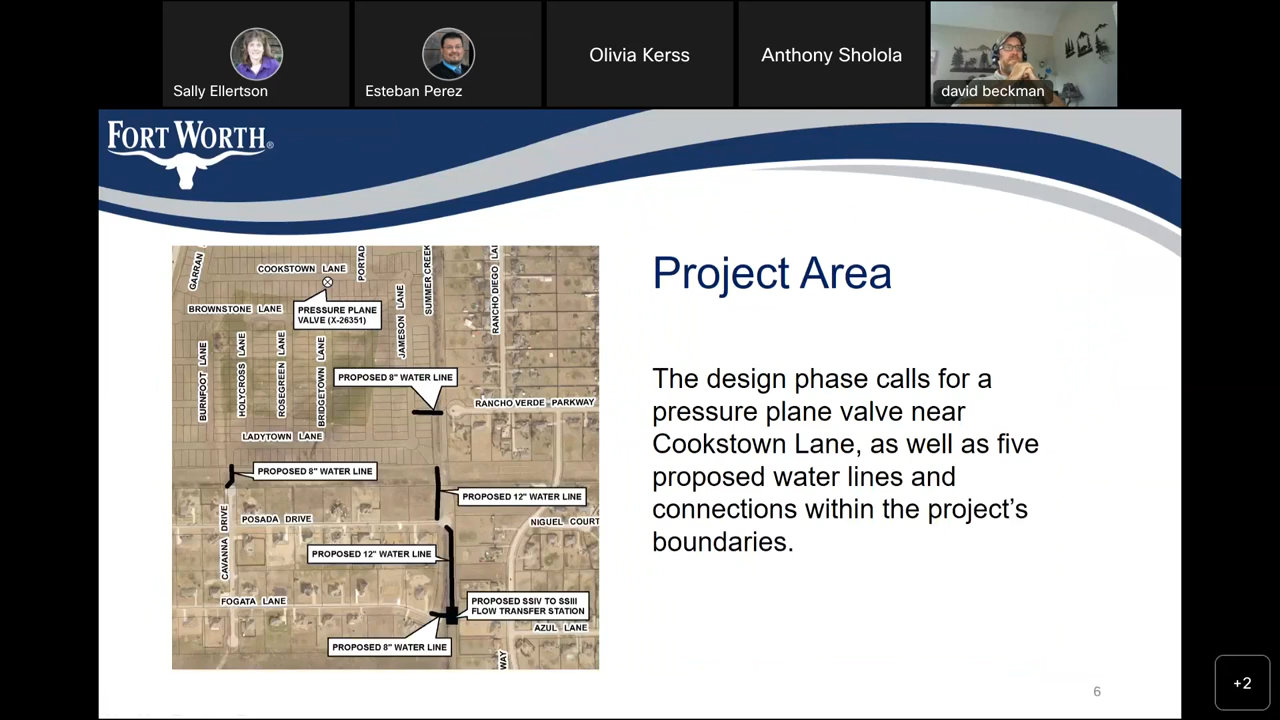 Olivia Kerss
Anthony Sholola
Sally Ellertson
Esteban Perez
david beckman
FORT WORTH®
Project Area
The design phase calls for a
pressure plane valve near
Cookstown Lane, as well as five
proposed water lines and
connections within the project's
boundaries.
GARRAN
COOKSTOWN LANE
PORTAD
SUMMER CREEK
RANCHO DIEGO LA
BROWNSTONE LANE
PRESSURE PLANE
VALVE (X-26351)
JAMESON LANE
BURNFOOT LANE
HOLYCROSS LANE
ROSEGREEN LANE
BRIDGETOWN LANE
PROPOSED 8" WATER LINE
RANCHO VERDE PARKWAY
LADYTOWN LANE
PROPOSED 8" WATER LINE
PROPOSED 12" WATER LINE
CAVANNA DRIVE
POSADA DRIVE
NIGUEL COURT
PROPOSED 12" WATER LINE
FOGATA LANE
PROPOSED SSIV TO SSIII
FLOW TRANSFER STATION
AZUL LANE
PROPOSED 8" WATER LINE
WAY
6
+2